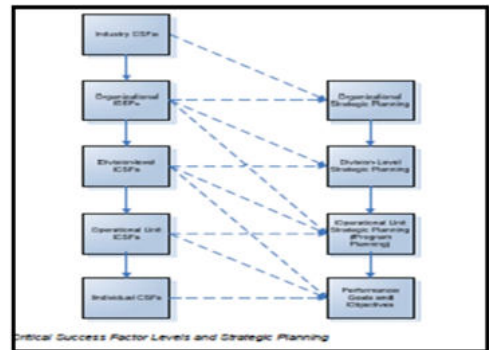 Industry CSFs
Organizational
CSFs
Organizational
Strategic Planning
Division-level
CSFs
Division-Level
Strategic Planning
Operational Unit
CSFs
Operational Unit
Strategic Planning
(Program
Planning)
Individual CSFs
Performance
Goals and
Objectives
Critical Success Factor Levels and Strategic Planning